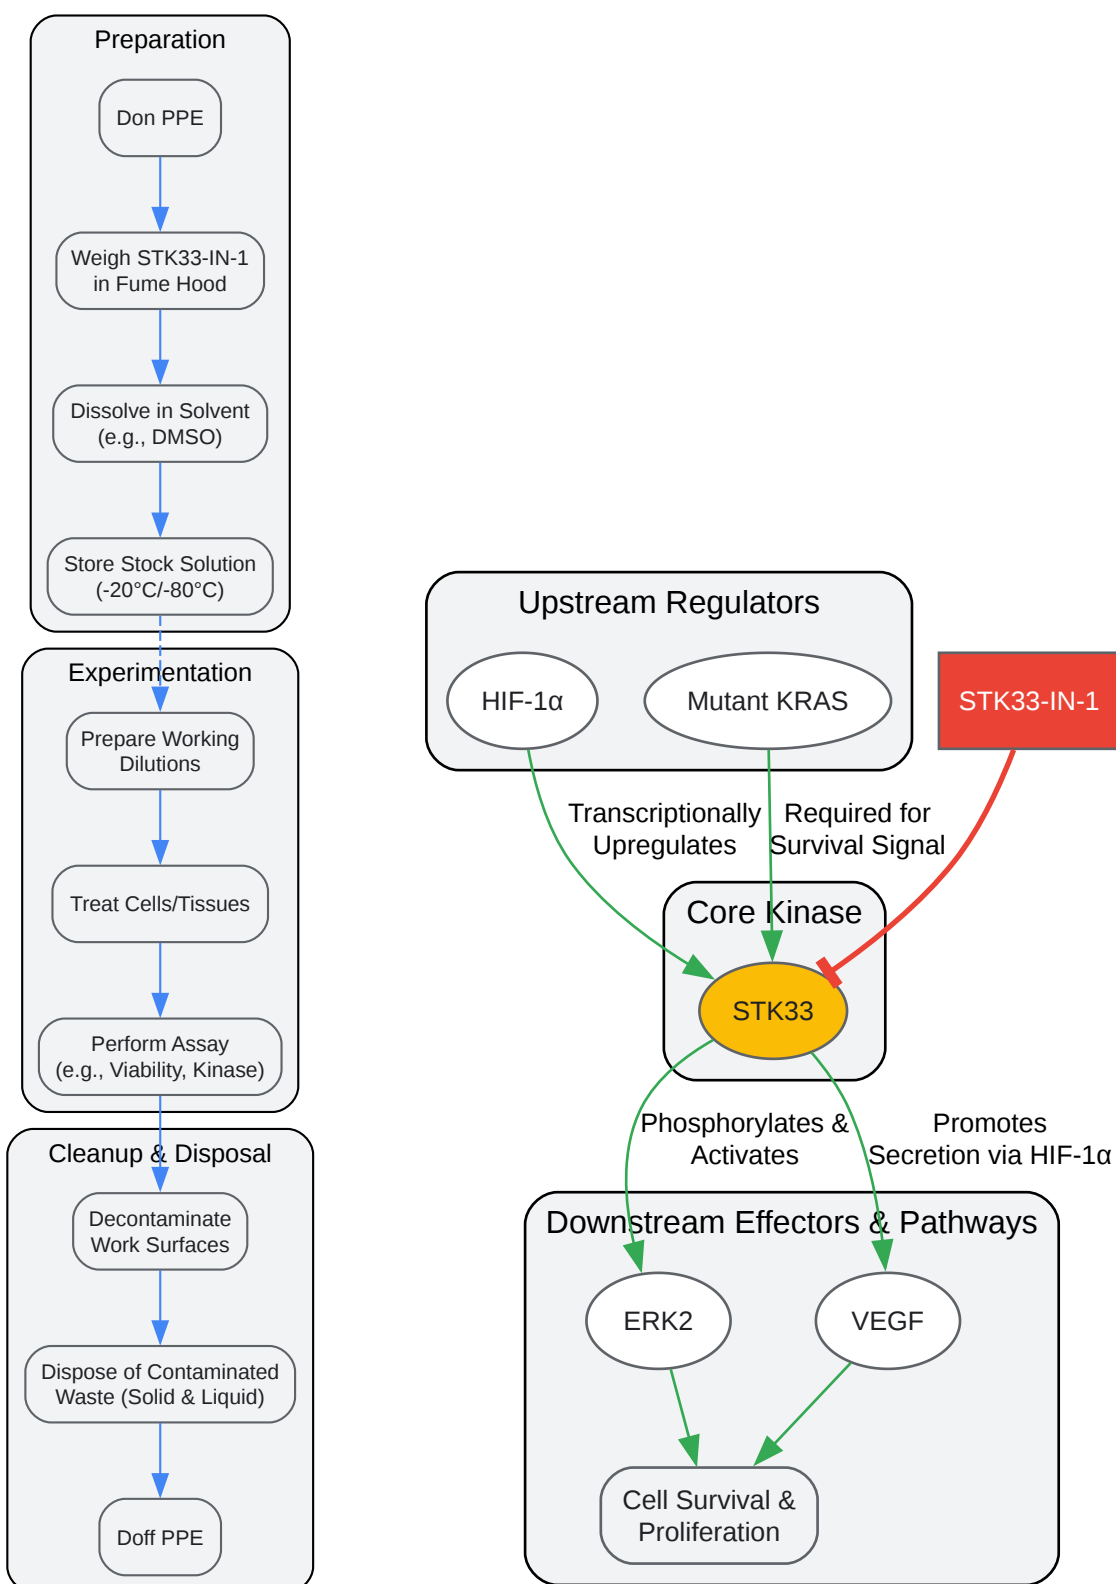 Preparation
Don PPE
Weigh STK33-IN-1
in Fume Hood
Dissolve in Solvent
(e.g., DMSO)
Store Stock Solution
(-20°C/-80°C)
Experimentation
Prepare Working
Dilutions
Treat Cells/Tissues
Perform Assay
(e.g., Viability, Kinase)
Cleanup & Disposal
Decontaminate
Work Surfaces
Dispose of Contaminated
Waste (Solid & Liquid)
Doff PPE
Upstream Regulators
HIF-1α
Mutant KRAS
STK33-IN-1
Transcriptionally
Upregulates
Required for
Survival Signal
Core Kinase
STK33
Phosphorylates &
Activates
Promotes
Secretion via HIF-1α
Downstream Effectors & Pathways
ERK2
VEGF
Cell Survival &
Proliferation